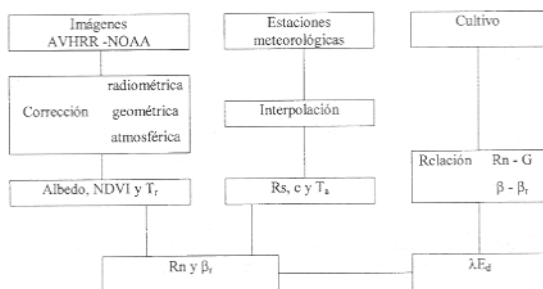 Imágenes
AVHRR -NOAA
Estaciones
meteorológicas
Cultivo
radiométrica
Corrección geométrica
atmosférica
Interpolación
Relación Rn - G
β - βr
Albedo, NDVI y Tr
Rs, e y Ta
Rn y βr
λEd